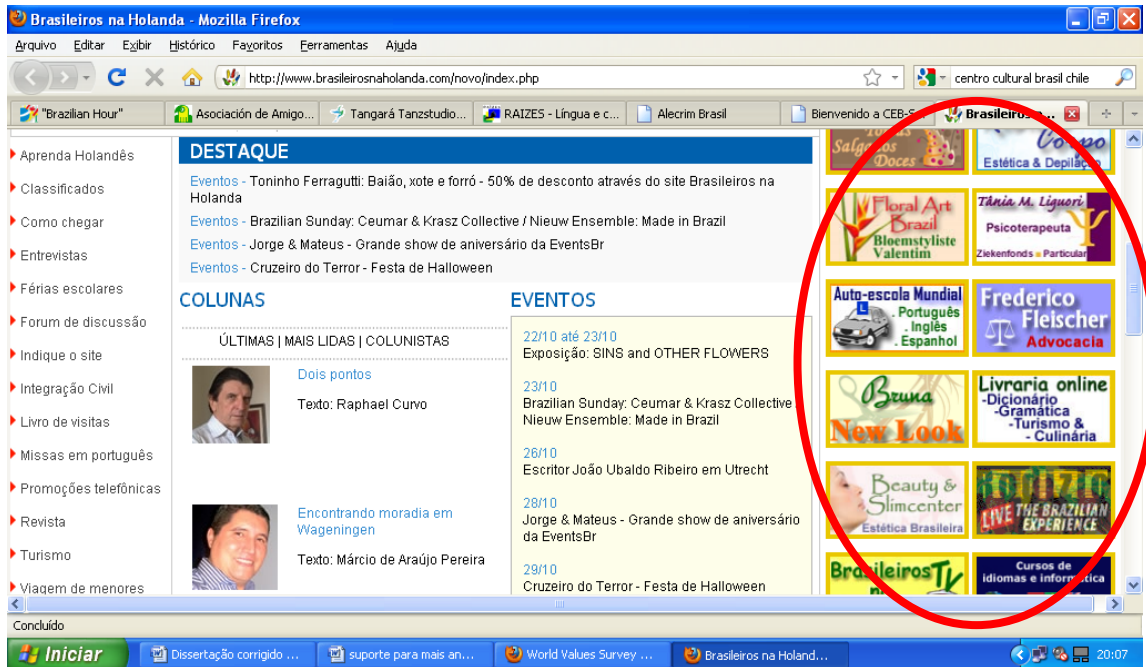 Brasileiros na Holanda - Mozilla Firefox
Arquivo Editar Exibir Histórico Favoritos Ferramentas Ajuda
http://www.brasileirosnaholanda.com/novo/index.php
centro cultural brasil chile
"Brazilian Hour"
Asociación de Amigo...
Tangará Tanzstudio...
RAIZES - Língua e c...
Alecrim Brasil
Bienvenido a CEB-S...
Brasileiros
Aprenda Holandês
Classificados
Como chegar
Entrevistas
Férias escolares
Forum de discussão
Indique o site
Integração Civil
Livro de visitas
Missas em português
Promoções telefônicas
Revista
Turismo
Viagem de menores
DESTAQUE
Eventos - Toninho Ferragutti: Baião, xote e forró - 50% de desconto através do site Brasileiros na
Holanda
Eventos - Brazilian Sunday: Ceumar & Krasz Collective / Nieuw Ensemble: Made in Brazil
Eventos - Jorge & Mateus - Grande show de aniversário da EventsBr
Eventos - Cruzeiro do Terror - Festa de Halloween
COLUNAS
ÚLTIMAS | MAIS LIDAS | COLUNISTAS
Dois pontos
Texto: Raphael Curvo
Encontrando moradia em
Wageningen
Texto: Márcio de Araújo Pereira
EVENTOS
22/10 até 23/10
Exposição: SINS and OTHER FLOWERS
23/10
Brazilian Sunday: Ceumar & Krasz Collective
Nieuw Ensemble: Made in Brazil
26/10
Escritor João Ubaldo Ribeiro em Utrecht
28/10
Jorge & Mateus - Grande show de aniversário
da EventsBr
29/10
Cruzeiro do Terror - Festa de Halloween
Salgados
Doces
Corpo
Estética & Depilação
Floral Art
Brazil
Bloemstyliste
Valentim
Tânia M. Liguori
Psicoterapeuta
Ziekenfonds Particular
Auto-escola Mundial
L
. Português
. Inglês
. Espanhol
Frederico
Fleischer
Advocacia
Bruna
New Look
Livraria online
-Dicionário
-Gramática
-Turismo &
- Culinária
Beauty &
Slimcenter
Estética Brasileira
Rodizio
LIVE THE BRAZILIAN
EXPERIENCE
Brasileiros TV
Cursos de
idiomas e informática
Concluído
Iniciar
Dissertação corrigido ...
suporte para mais an...
World Values Survey ...
Brasileiros na Holand...
20:07